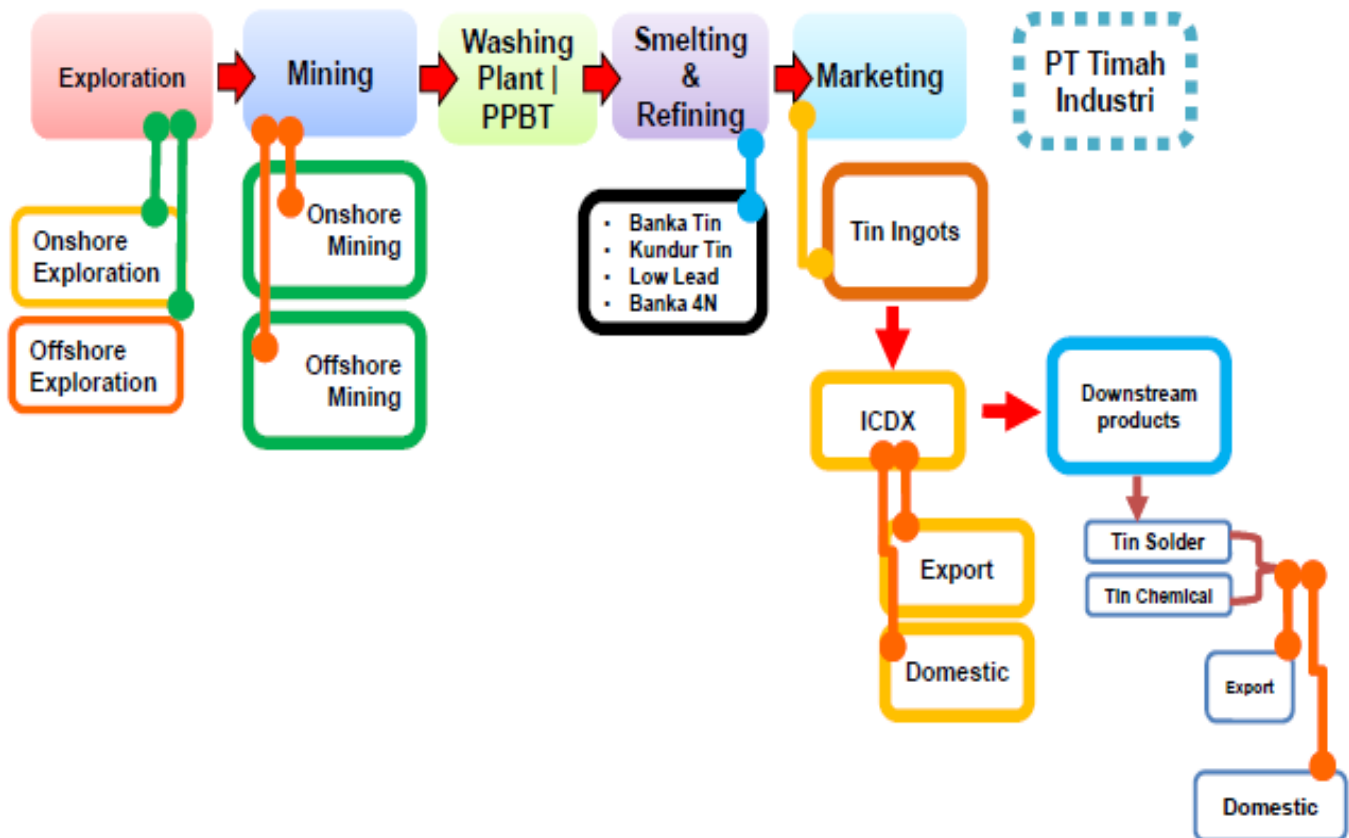 Exploration
Mining
Washing
Plant |
PPBT
Smelting
&
Refining
Marketing
PT Timah
Industri
Onshore
Exploration
Offshore
Exploration
Onshore
Mining
Offshore
Mining
• Banka Tin
• Kundur Tin
• Low Lead
• Banka 4N
Tin Ingots
ICDX
Downstream
products
Export
Domestic
Tin Solder
Tin Chemical
Export
Domestic